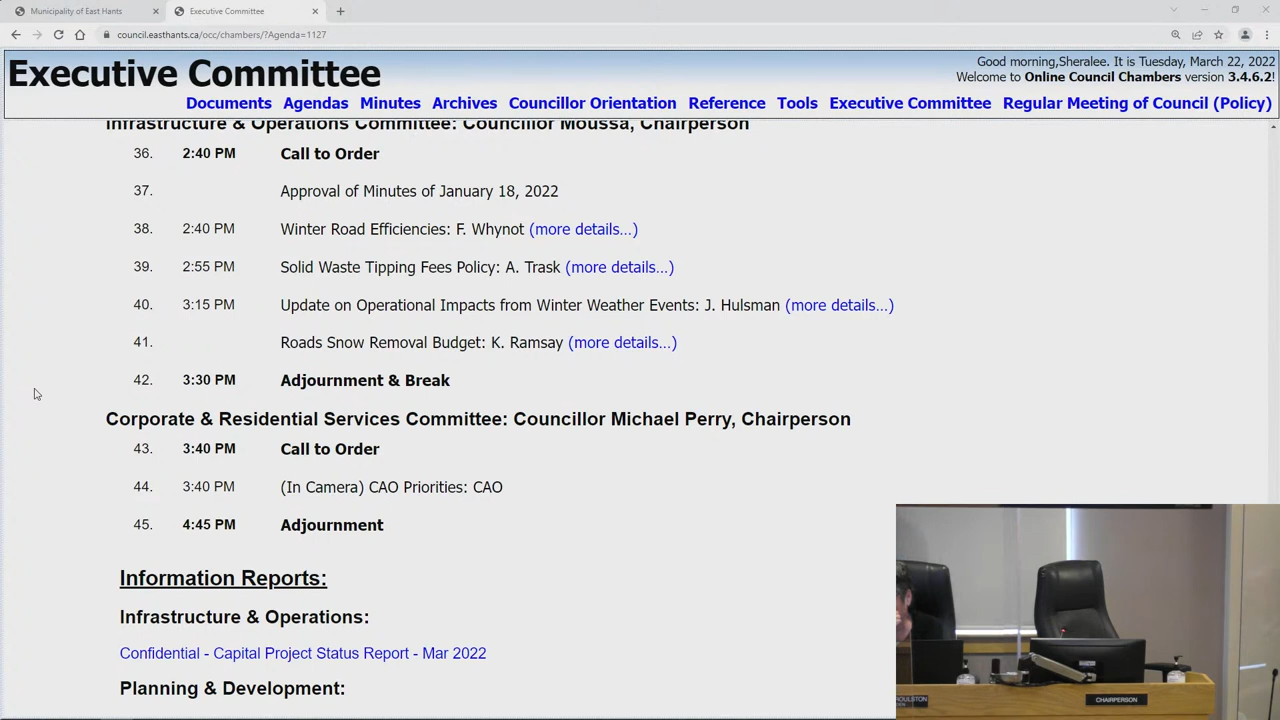 Municipality of East Hants
Executive Committee
council.easthants.ca/occ/chambers/?Agenda=1127
Executive Committee
Good morning,Sheralee. It is Tuesday, March 22, 2022
Welcome to Online Council Chambers version 3.4.6.2!
Documents Agendas Minutes Archives Councillor Orientation Reference Tools Executive Committee Regular Meeting of Council (Policy)
Infrastructure & Operations Committee: Councillor Moussa, Chairperson
36. 2:40 PM Call to Order
37. Approval of Minutes of January 18, 2022
38. 2:40 PM Winter Road Efficiencies: F. Whynot (more details...)
39. 2:55 PM Solid Waste Tipping Fees Policy: A. Trask (more details...)
40. 3:15 PM Update on Operational Impacts from Winter Weather Events: J. Hulsman (more details...)
41. Roads Snow Removal Budget: K. Ramsay (more details...)
42. 3:30 PM Adjournment & Break
Corporate & Residential Services Committee: Councillor Michael Perry, Chairperson
43. 3:40 PM Call to Order
44. 3:40 PM (In Camera) CAO Priorities: CAO
45. 4:45 PM Adjournment
Information Reports:
Infrastructure & Operations:
Confidential - Capital Project Status Report - Mar 2022
Planning & Development:
CHAIRPERSON